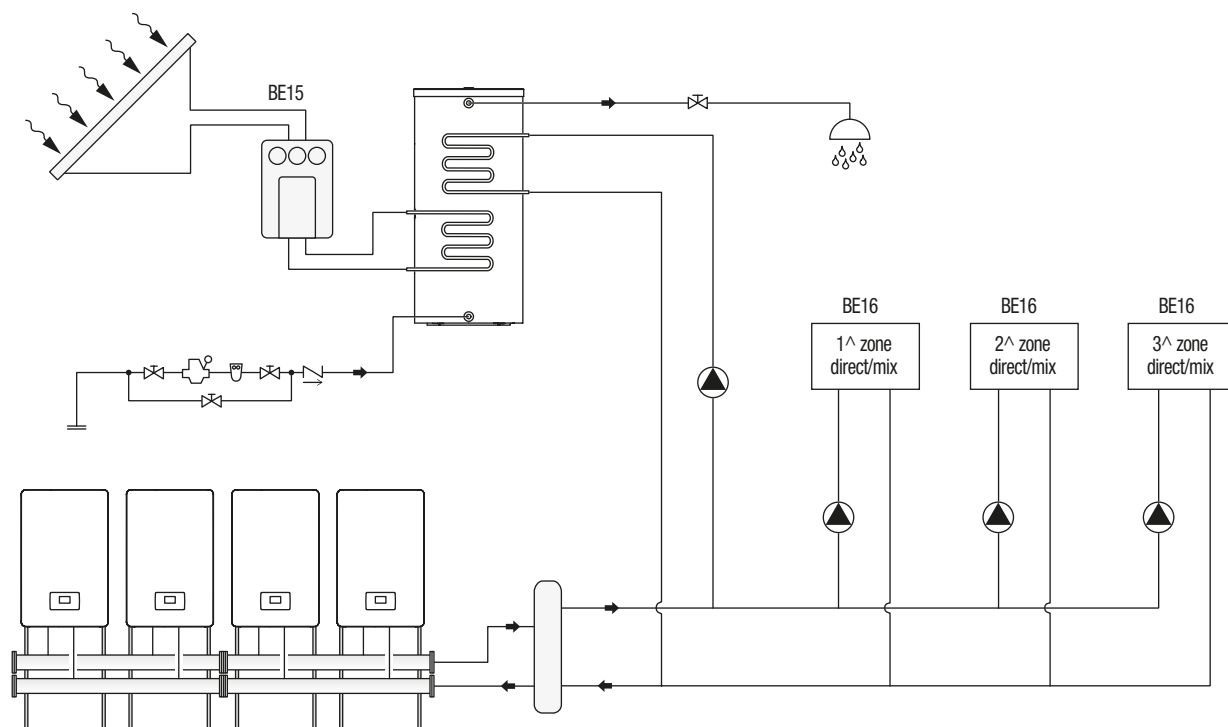 BE15
BE16
1^ zone
direct/mix
BE16
2^ zone
direct/mix
BE16
3^ zone
direct/mix